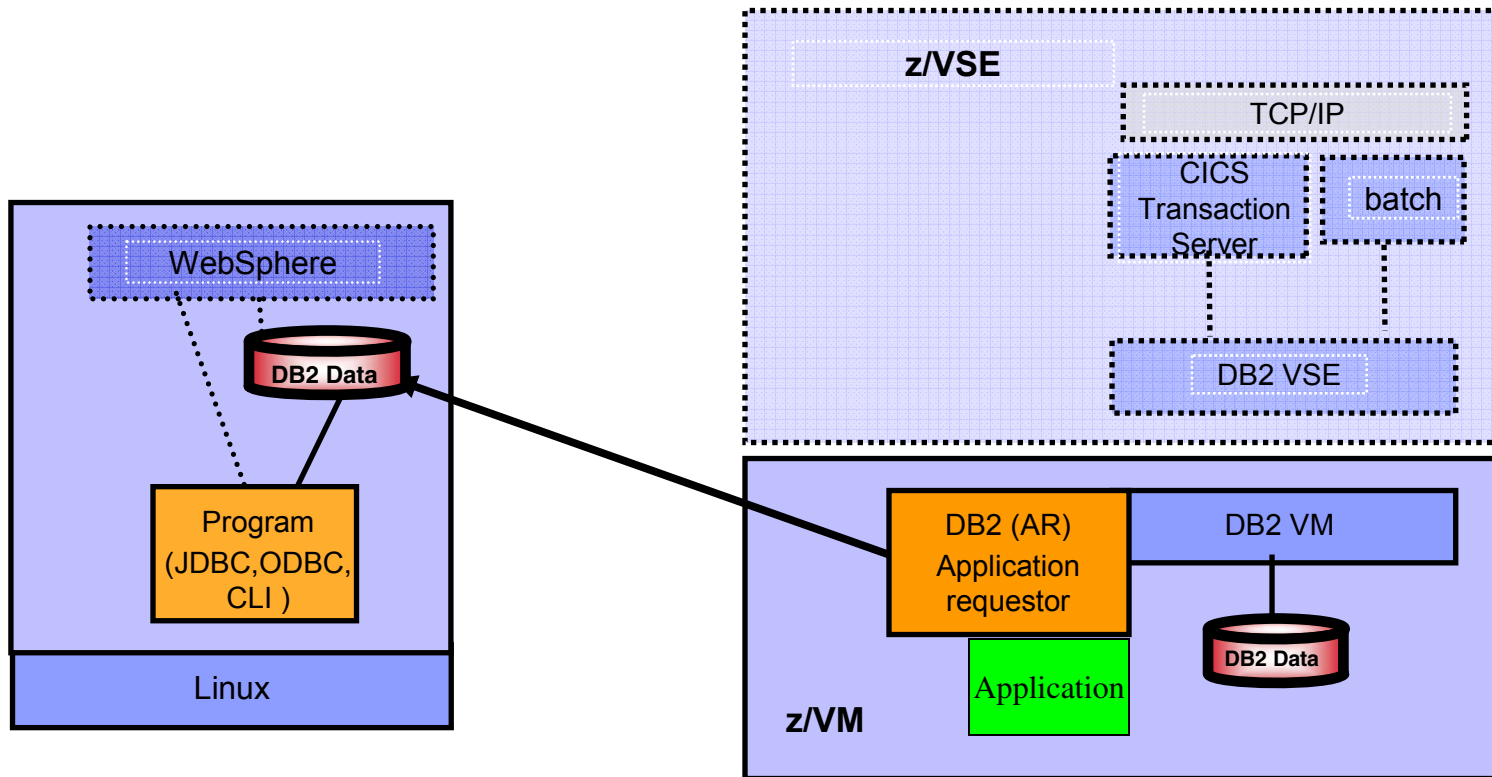 z/VSE
TCP/IP
CICS
Transaction
Server
batch
DB2 VSE
WebSphere
DB2 Data
Program
(JDBC,ODBC,
CLI )
Linux
DB2 (AR)
Application
requestor
DB2 VM
DB2 Data
Application
z/VM